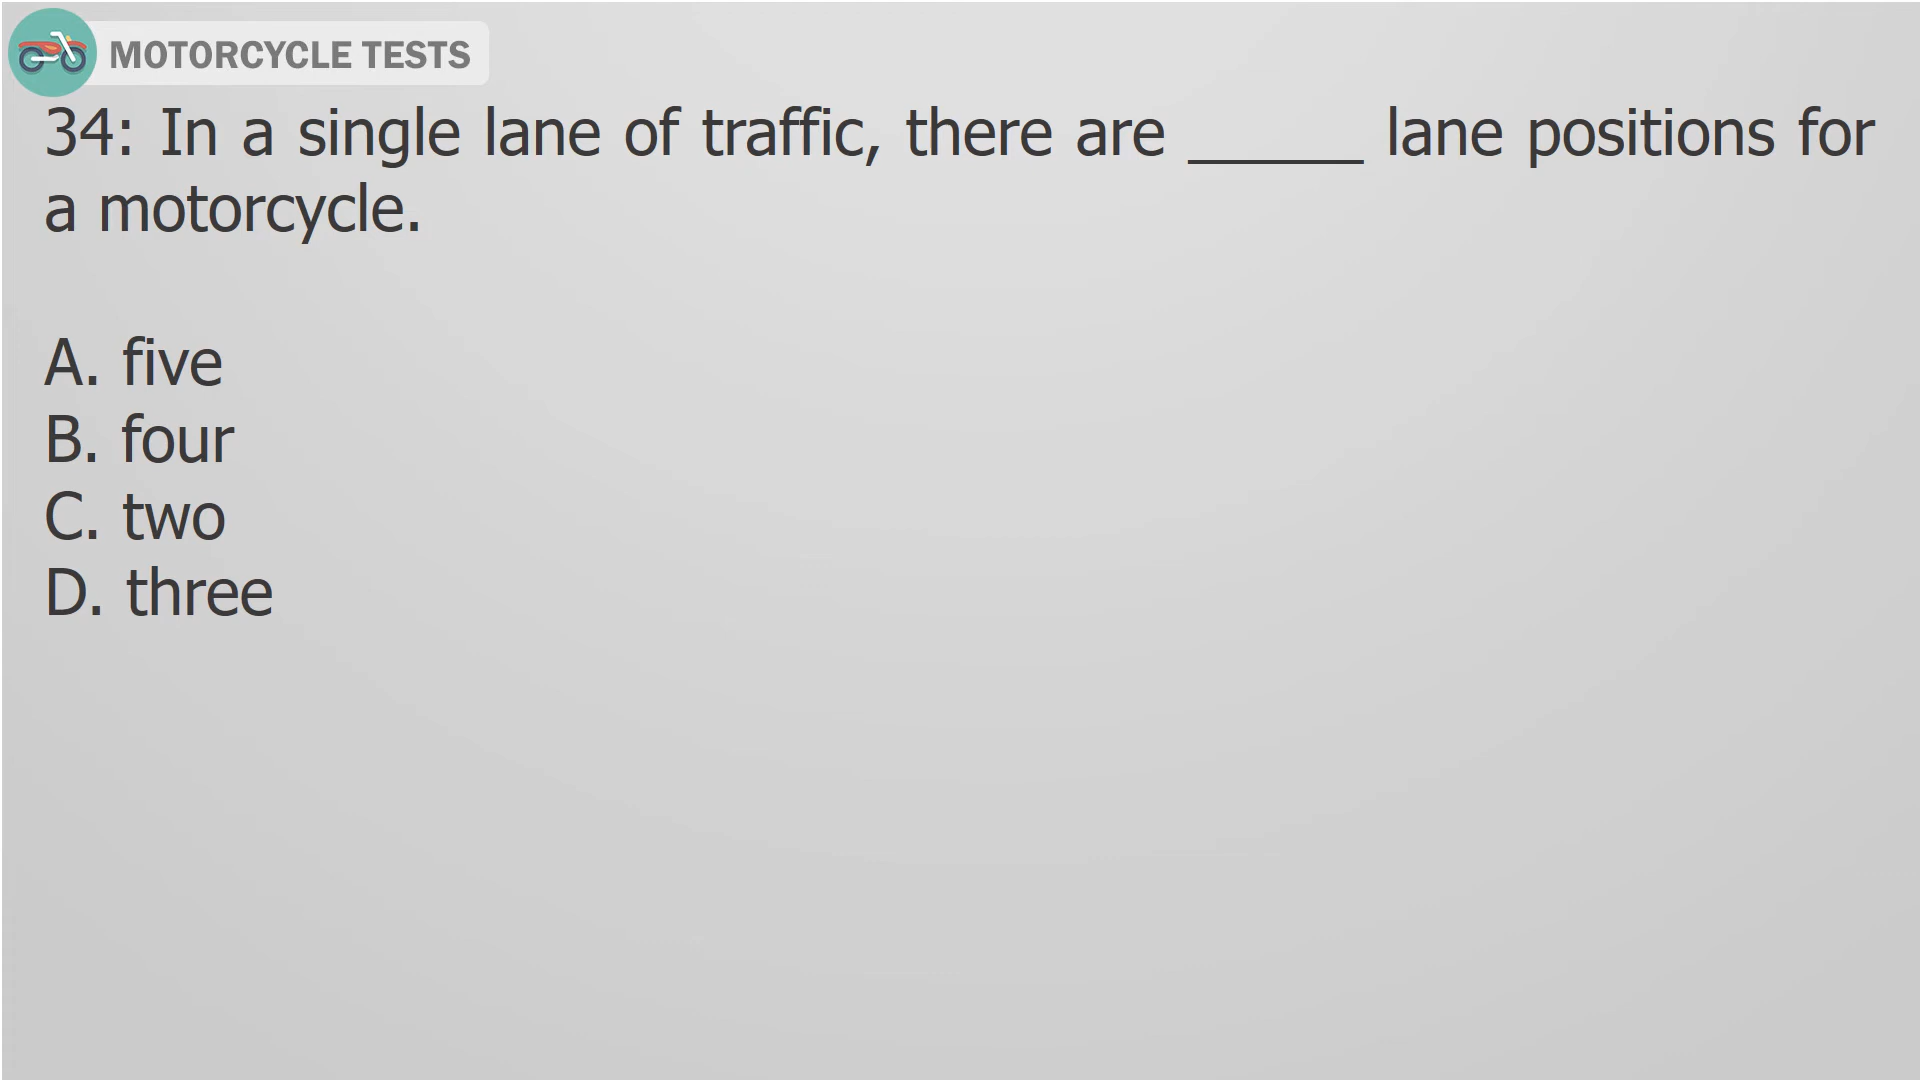 MOTORCYCLE TESTS
34: In a single lane of traffic, there are _____ lane positions for
a motorcycle.
A. five
B. four
C. two
D. three